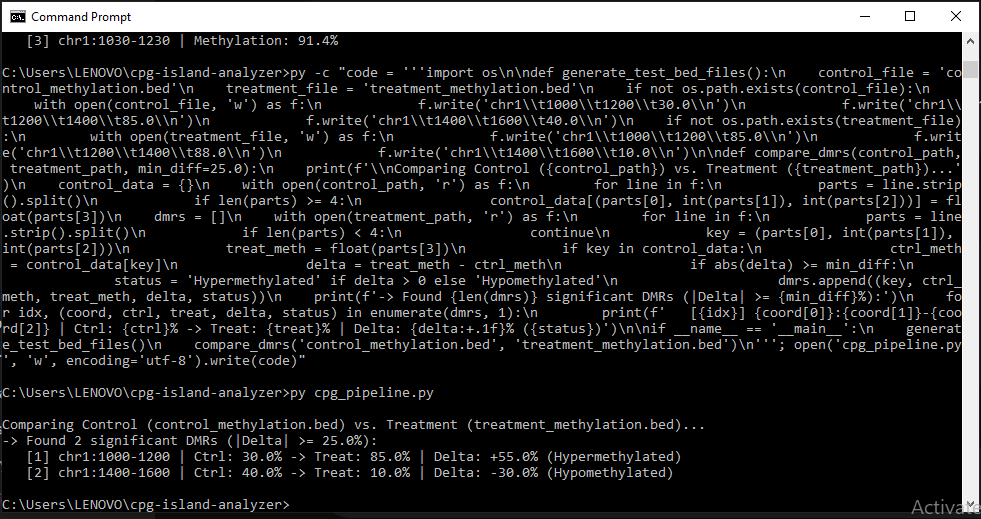 Command Prompt
[3] chr1:1030-1230 | Methylation: 91.4%
C:\Users\LENOVO\cpg-island-analyzer>py -c "code = '''import os\n\ndef generate_test_bed_files():\n    control_file = 'co
ntrol_methylation.bed'\n    treatment_file = 'treatment_methylation.bed'\n    if not os.path.exists(control_file):\n    
    with open(control_file, 'w') as f:\n            f.write('chr1\\t1000\\t1200\\t30.0\\n')\n            f.write('chr1\\
t1200\\t1400\\t85.0\\n')\n            f.write('chr1\\t1400\\t1600\\t40.0\\n')\n    if not os.path.exists(treatment_file)
:\n        with open(treatment_file, 'w') as f:\n            f.write('chr1\\t1000\\t1200\\t85.0\\n')\n            f.writ
e('chr1\\t1200\\t1400\\t88.0\\n')\n            f.write('chr1\\t1400\\t1600\\t10.0\\n')\n\ndef compare_dmrs(control_path,
 treatment_path, min_diff=25.0):\n    print(f'\\nComparing Control ({control_path}) vs. Treatment ({treatment_path})...'
)\n    control_data = {}\n    with open(control_path, 'r') as f:\n        for line in f:\n            parts = line.strip
().split()\n            if len(parts) >= 4:\n                control_data[(parts[0], int(parts[1]), int(parts[2]))] = fl
oat(parts[3])\n    dmrs = []\n    with open(treatment_path, 'r') as f:\n        for line in f:\n            parts = line
.strip().split()\n            if len(parts) < 4:\n                continue\n            key = (parts[0], int(parts[1]), 
int(parts[2]))\n            treat_meth = float(parts[3])\n            if key in control_data:\n                ctrl_meth
 = control_data[key]\n                delta = treat_meth - ctrl_meth\n                if abs(delta) >= min_diff:\n      
              status = 'Hypermethylated' if delta > 0 else 'Hypomethylated'\n                    dmrs.append((key, ctrl_
meth, treat_meth, delta, status))\n    print(f'-> Found {len(dmrs)} significant DMRs (|Delta| >= {min_diff}%):')\n    fo
r idx, (coord, ctrl, treat, delta, status) in enumerate(dmrs, 1):\n        print(f'   [{idx}] {coord[0]}:{coord[1]}-{coo
rd[2]} | Ctrl: {ctrl}% -> Treat: {treat}% | Delta: {delta:+.1f}% ({status})')\n\nif __name__ == '__main__':\n    generat
e_test_bed_files()\n    compare_dmrs('control_methylation.bed', 'treatment_methylation.bed')\n'''; open('cpg_pipeline.py
', 'w', encoding='utf-8').write(code)"
C:\Users\LENOVO\cpg-island-analyzer>py cpg_pipeline.py
Comparing Control (control_methylation.bed) vs. Treatment (treatment_methylation.bed)...
-> Found 2 significant DMRs (|Delta| >= 25.0%):
[1] chr1:1000-1200 | Ctrl: 30.0% -> Treat: 85.0% | Delta: +55.0% (Hypermethylated)
[2] chr1:1400-1600 | Ctrl: 40.0% -> Treat: 10.0% | Delta: -30.0% (Hypomethylated)
C:\Users\LENOVO\cpg-island-analyzer>
Activate